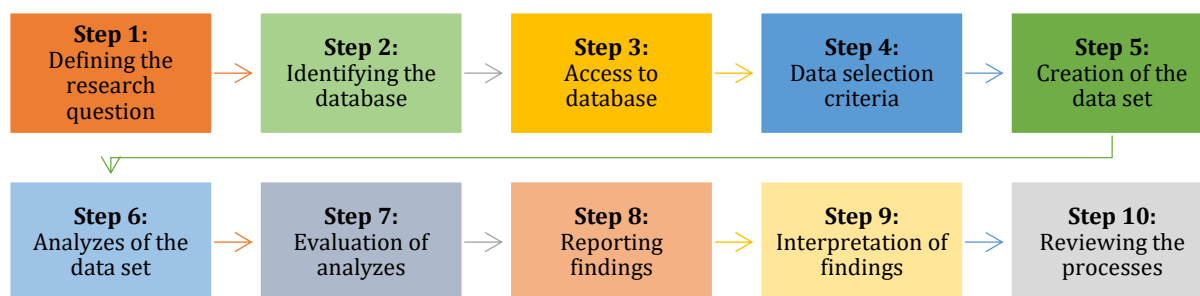 Step 1:
Defining the
research
question
Step 2:
Identifying the
database
Step 3:
Access to
database
Step 4:
Data selection
criteria
Step 5:
Creation of the
data set
Step 6:
Analyzes of the
data set
Step 7:
Evaluation of
analyzes
Step 8:
Reporting
findings
Step 9:
Interpretation of
findings
Step 10:
Reviewing the
processes